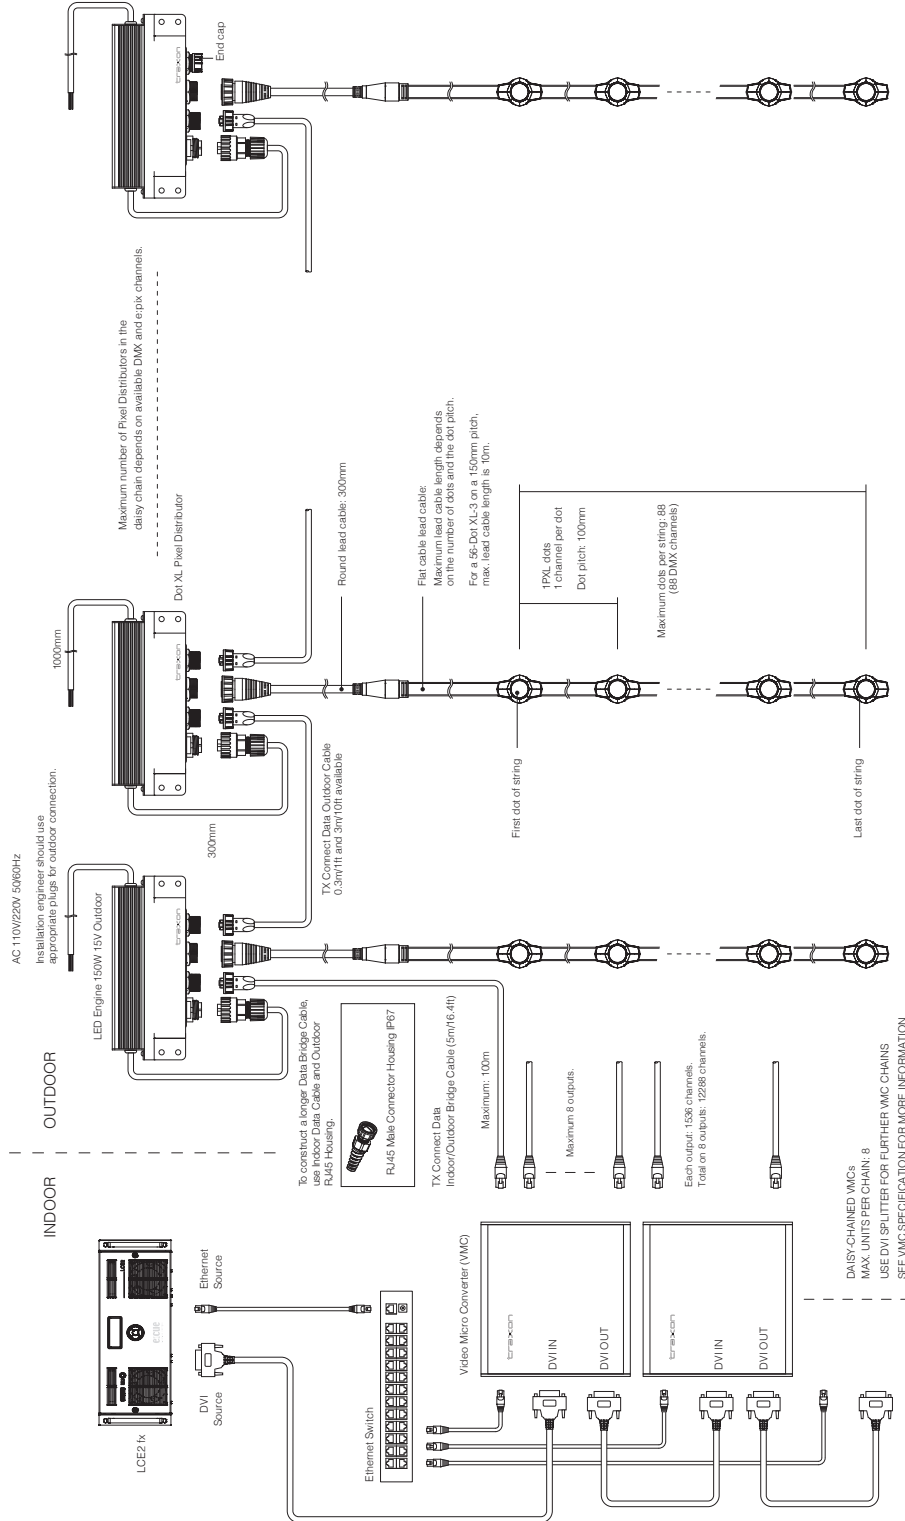 INDOOR
OUTDOOR
AC 110V/220V 50/60Hz
Installation engineer should use
appropriate plugs for outdoor connection.
LED Engine 150W 15V Outdoor
1000mm
Dot XL Pixel Distributor
Maximum number of Pixel Distributors in the
daisy chain depends on available DMX and e:pix channels.
traxon
traxon
traxon
End cap
300mm
TX Connect Data Outdoor Cable
0.3m/1ft and 3m/10ft available
Round lead cable: 300mm
Flat cable lead cable:
Maximum lead cable length depends
on the number of dots and the dot pitch.
For a 56-Dot XL-3 on a 150mm pitch,
max. lead cable length is 10m.
1PXL dots
1 channel per dot
Dot pitch: 100mm
Maximum dots per string: 88
(88 DMX channels)
First dot of string
Last dot of string
LCE2 fx
e:cue
DVI
Source
Ethernet
Source
Ethernet Switch
To construct a longer Data Bridge Cable,
use Indoor Data Cable and Outdoor
RJ45 Housing.
RJ45 Male Connector Housing IP67
TX Connect Data
Indoor/Outdoor Bridge Cable (5m/16.4ft)
Maximum: 100m
Maximum 8 outputs.
Each output: 1536 channels.
Total on 8 outputs: 12288 channels.
Video Micro Converter (VMC)
traxon
DVI IN
DVI OUT
traxon
DVI IN
DVI OUT
DAISY-CHAINED VMCs
MAX. UNITS PER CHAIN: 8
USE DVI SPLITTER FOR FURTHER VMC CHAINS
SEE VMC SPECIFICATION FOR MORE INFORMATION